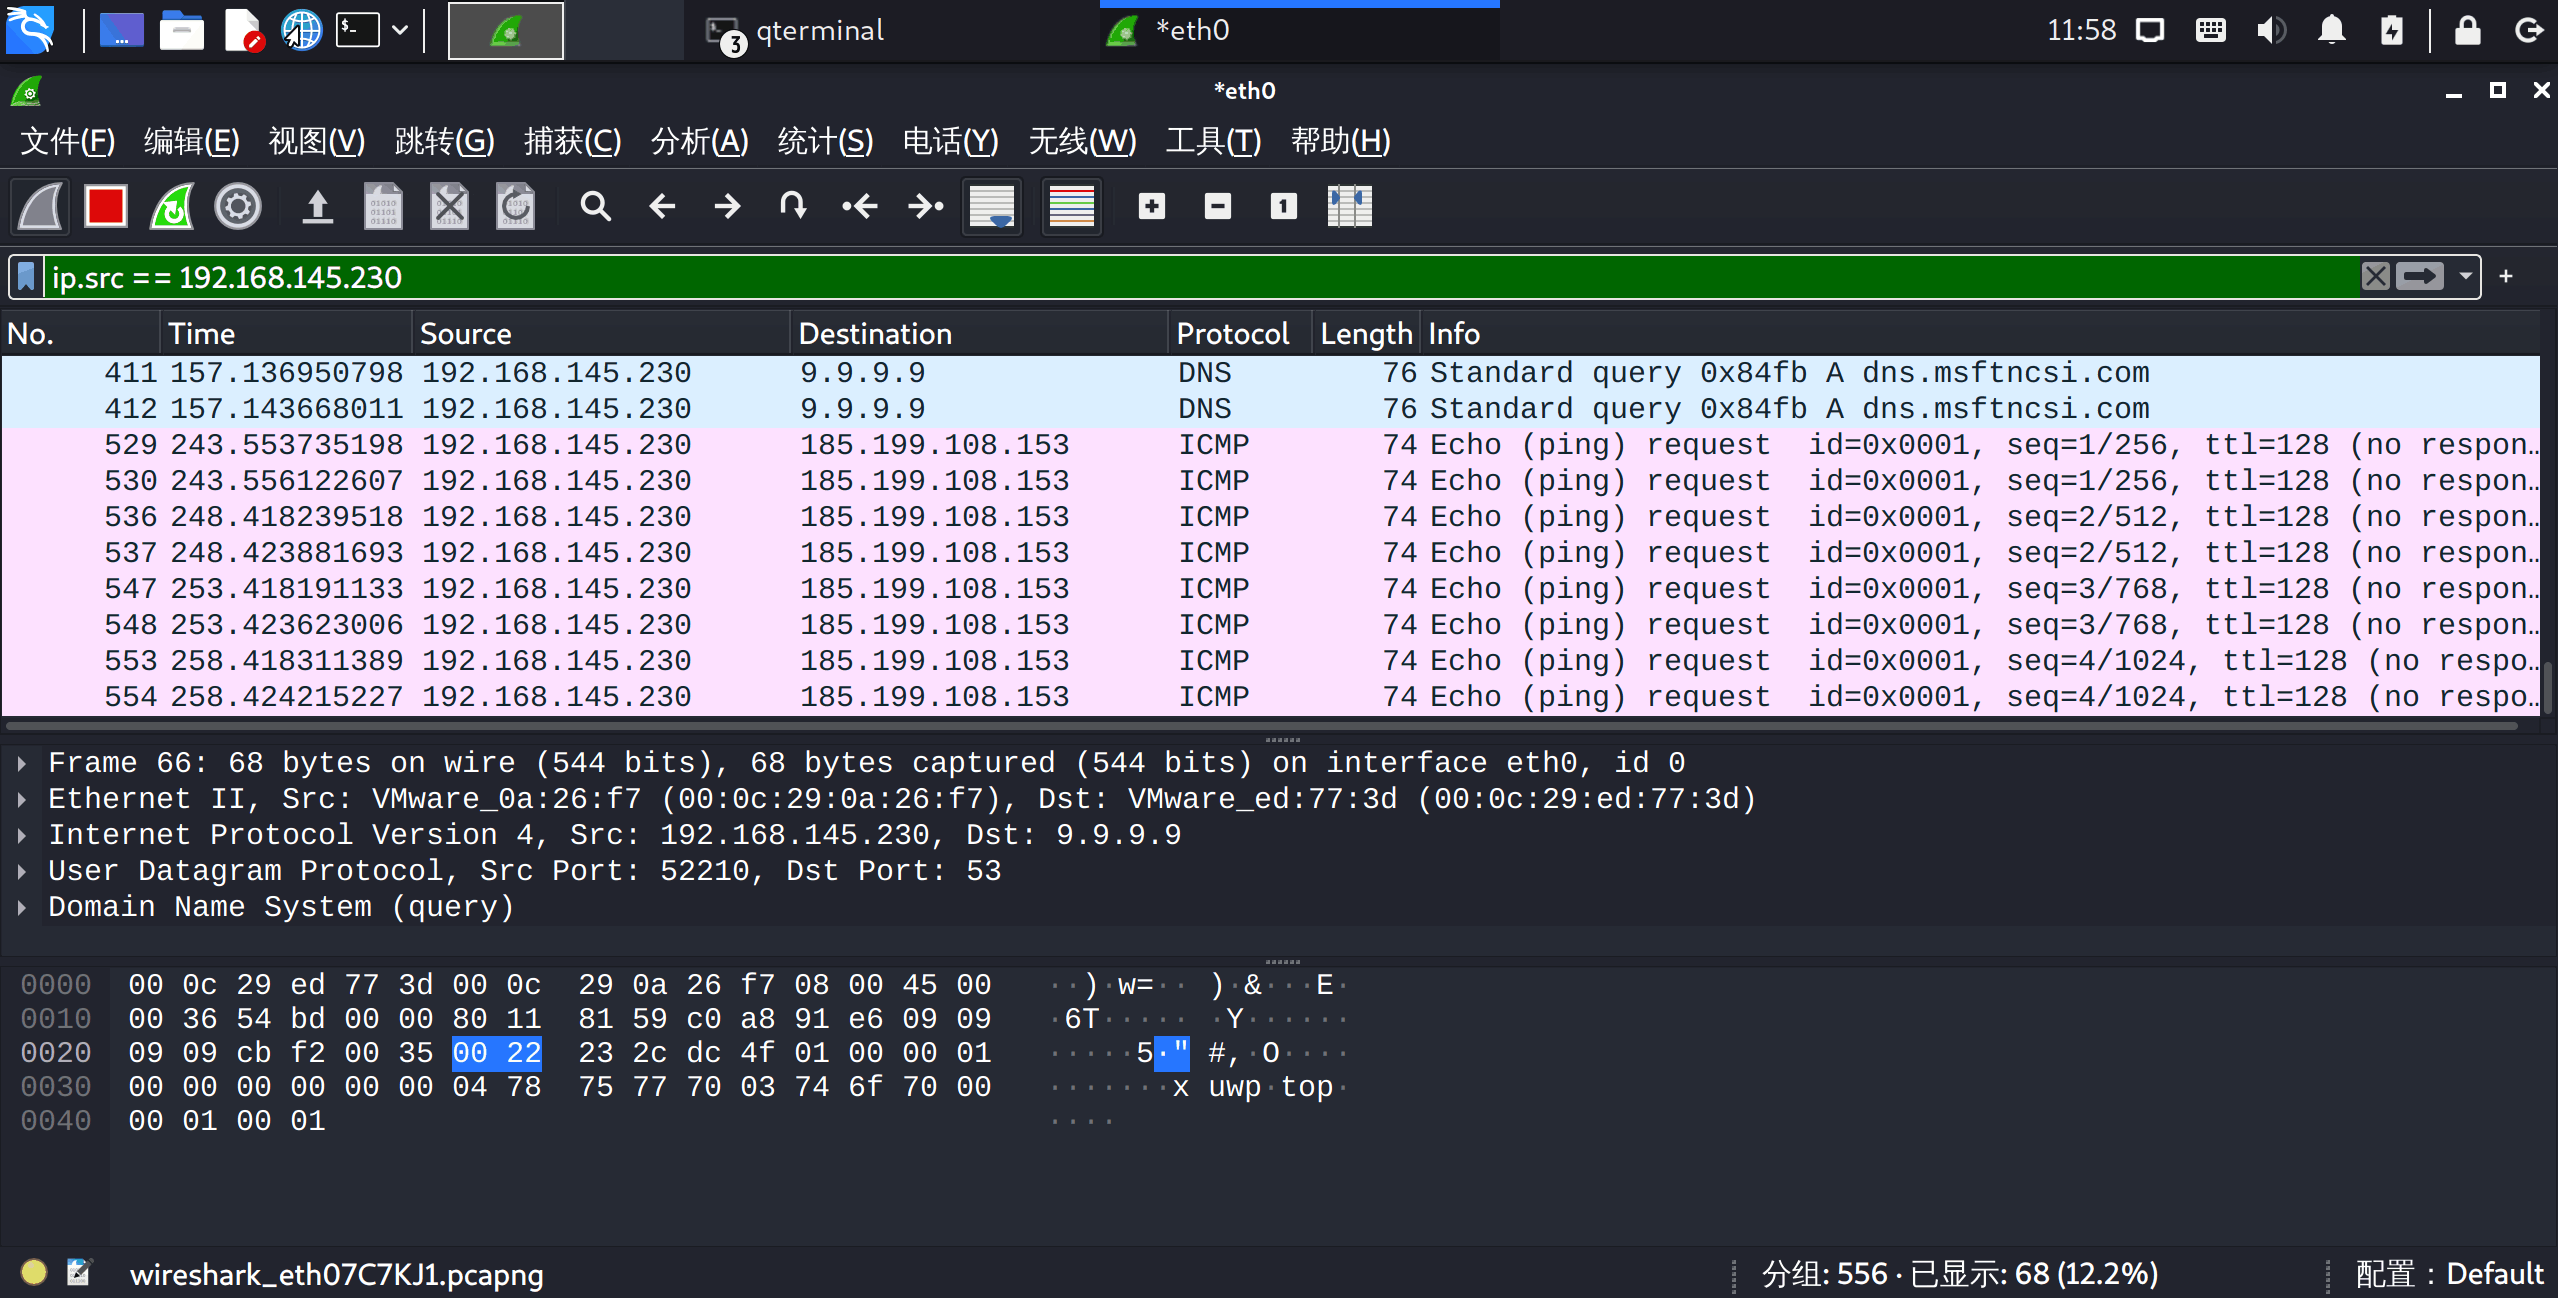 $-
3 qterminal
*eth0
11:58
*eth0
文件(F) 编辑(E) 视图(V) 跳转(G) 捕获(C) 分析(A) 统计(S) 电话(Y) 无线(W) 工具(T) 帮助(H)
ip.src == 192.168.145.230
No. Time Source Destination Protocol Length Info
411 157.136950798 192.168.145.230 9.9.9.9 DNS 76 Standard query 0x84fb A dns.msftncsi.com
412 157.143668011 192.168.145.230 9.9.9.9 DNS 76 Standard query 0x84fb A dns.msftncsi.com
529 243.553735198 192.168.145.230 185.199.108.153 ICMP 74 Echo (ping) request id=0x0001, seq=1/256, ttl=128 (no respon…
530 243.556122607 192.168.145.230 185.199.108.153 ICMP 74 Echo (ping) request id=0x0001, seq=1/256, ttl=128 (no respon…
536 248.418239518 192.168.145.230 185.199.108.153 ICMP 74 Echo (ping) request id=0x0001, seq=2/512, ttl=128 (no respon…
537 248.423881693 192.168.145.230 185.199.108.153 ICMP 74 Echo (ping) request id=0x0001, seq=2/512, ttl=128 (no respon…
547 253.418191133 192.168.145.230 185.199.108.153 ICMP 74 Echo (ping) request id=0x0001, seq=3/768, ttl=128 (no respon…
548 253.423623006 192.168.145.230 185.199.108.153 ICMP 74 Echo (ping) request id=0x0001, seq=3/768, ttl=128 (no respon…
553 258.418311389 192.168.145.230 185.199.108.153 ICMP 74 Echo (ping) request id=0x0001, seq=4/1024, ttl=128 (no respo…
554 258.424215227 192.168.145.230 185.199.108.153 ICMP 74 Echo (ping) request id=0x0001, seq=4/1024, ttl=128 (no respo…
Frame 66: 68 bytes on wire (544 bits), 68 bytes captured (544 bits) on interface eth0, id 0
Ethernet II, Src: VMware_0a:26:f7 (00:0c:29:0a:26:f7), Dst: VMware_ed:77:3d (00:0c:29:ed:77:3d)
Internet Protocol Version 4, Src: 192.168.145.230, Dst: 9.9.9.9
User Datagram Protocol, Src Port: 52210, Dst Port: 53
Domain Name System (query)
0000 00 0c 29 ed 77 3d 00 0c 29 0a 26 f7 08 00 45 00 ··)·w=·· )·&···E·
0010 00 36 54 bd 00 00 80 11 81 59 c0 a8 91 e6 09 09 ·6T····· ·Y······
0020 09 09 cb f2 00 35 00 22 23 2c dc 4f 01 00 00 01 ·····5·" #,·O····
0030 00 00 00 00 00 00 04 78 75 77 70 03 74 6f 70 00 ·······x uwp·top·
0040 00 01 00 01 ····
wireshark_eth07C7KJ1.pcapng
分组: 556 · 已显示: 68 (12.2%)
配置：Default